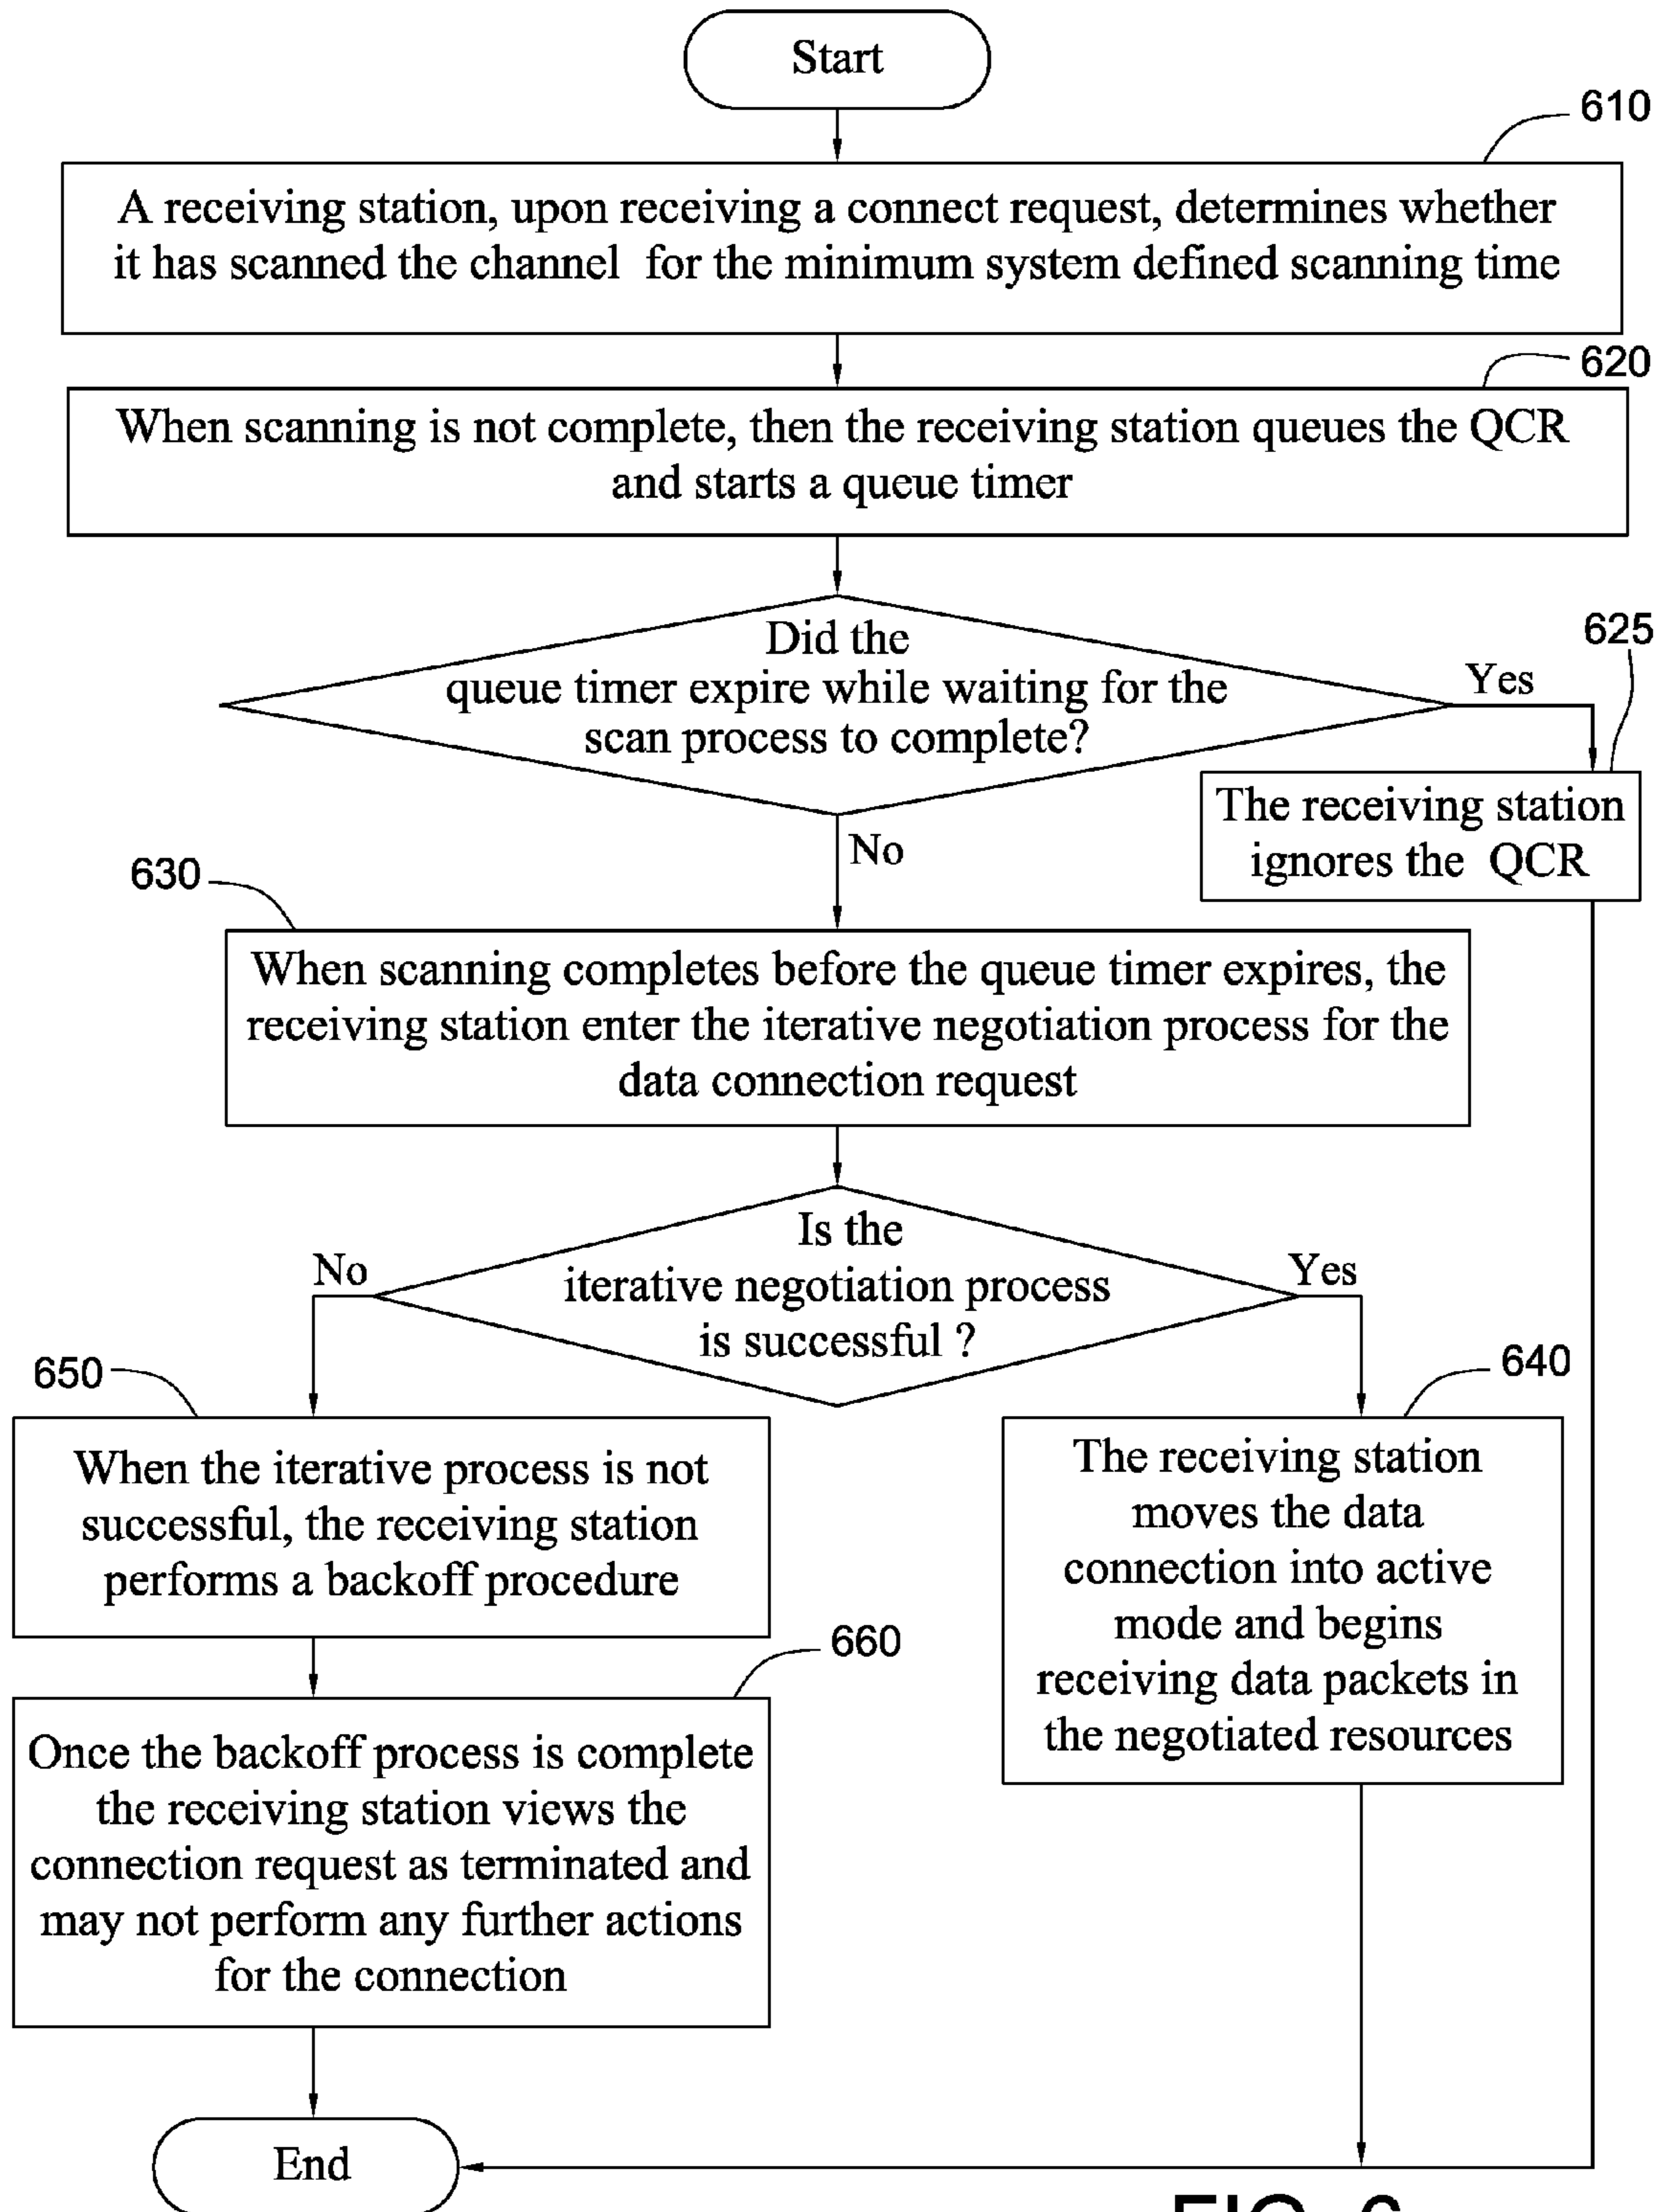 Start
610
A receiving station, upon receiving a connect request, determines whether
it has scanned the channel for the minimum system defined scanning time
620
When scanning is not complete, then the receiving station queues the QCR
and starts a queue timer
Did the
queue timer expire while waiting for the
scan process to complete?
Yes
625
The receiving station
ignores the QCR
No
630
When scanning completes before the queue timer expires, the
receiving station enter the iterative negotiation process for the
data connection request
Is the
iterative negotiation process
is successful ?
No
Yes
650
When the iterative process is not
successful, the receiving station
performs a backoff procedure
640
The receiving station
moves the data
connection into active
mode and begins
receiving data packets in
the negotiated resources
660
Once the backoff process is complete
the receiving station views the
connection request as terminated and
may not perform any further actions
for the connection
End